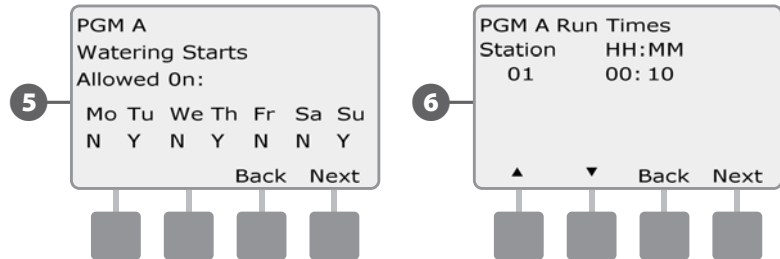 5
PGM A
Watering Starts
Allowed 0n:
Mo Tu We Th Fr Sa Su
N Y N Y N N Y
Back Next
6
PGM A Run Times
Station HH:MM
01 00:10
▲ ▼ Back Next